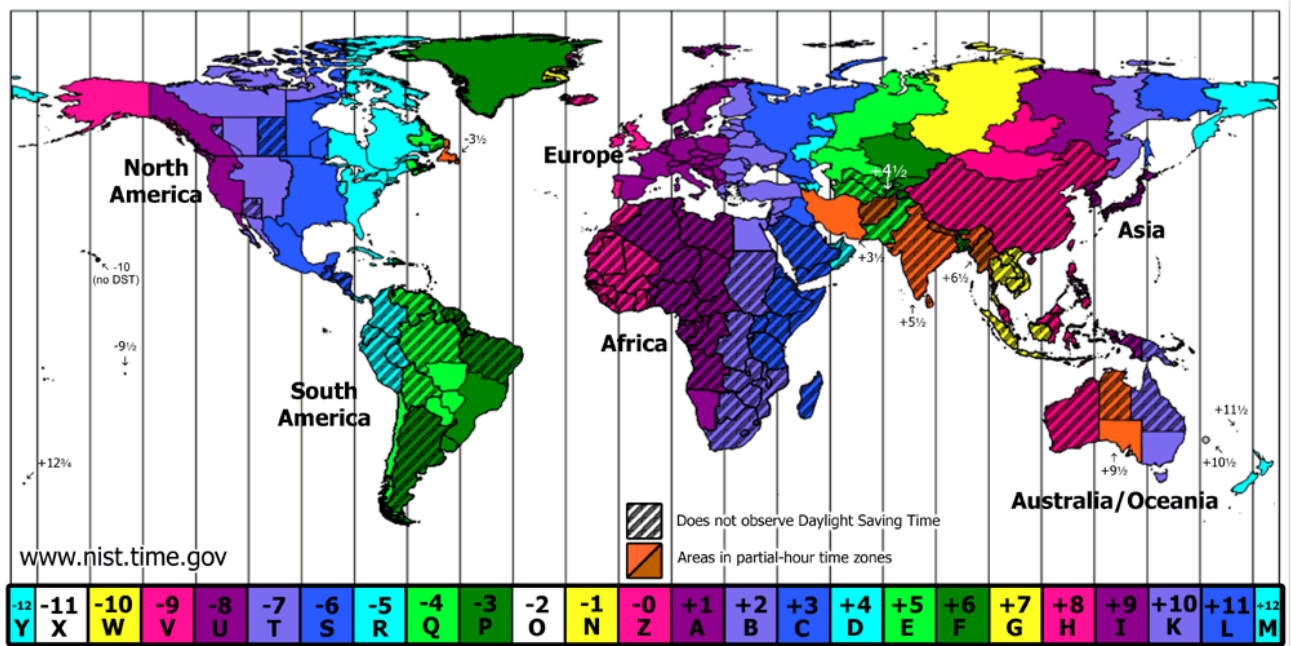 -3½
Europe
North
America
+4½
Asia
-10
(no DST)
+3½
+6½
+5½
Africa
-9½
South
America
+11½
+12¾
+10½
+9½
Australia/Oceania
Does not observe Daylight Saving Time
www.nist.time.gov
Areas in partial-hour time zones
-12 -11 -10 -9 -8 -7 -6 -5 -4 -3 -2 -1 -0 +1 +2 +3 +4 +5 +6 +7 +8 +9 +10 +11 +12
Y X W V U T S R Q P O N Z A B C D E F G H I K L M